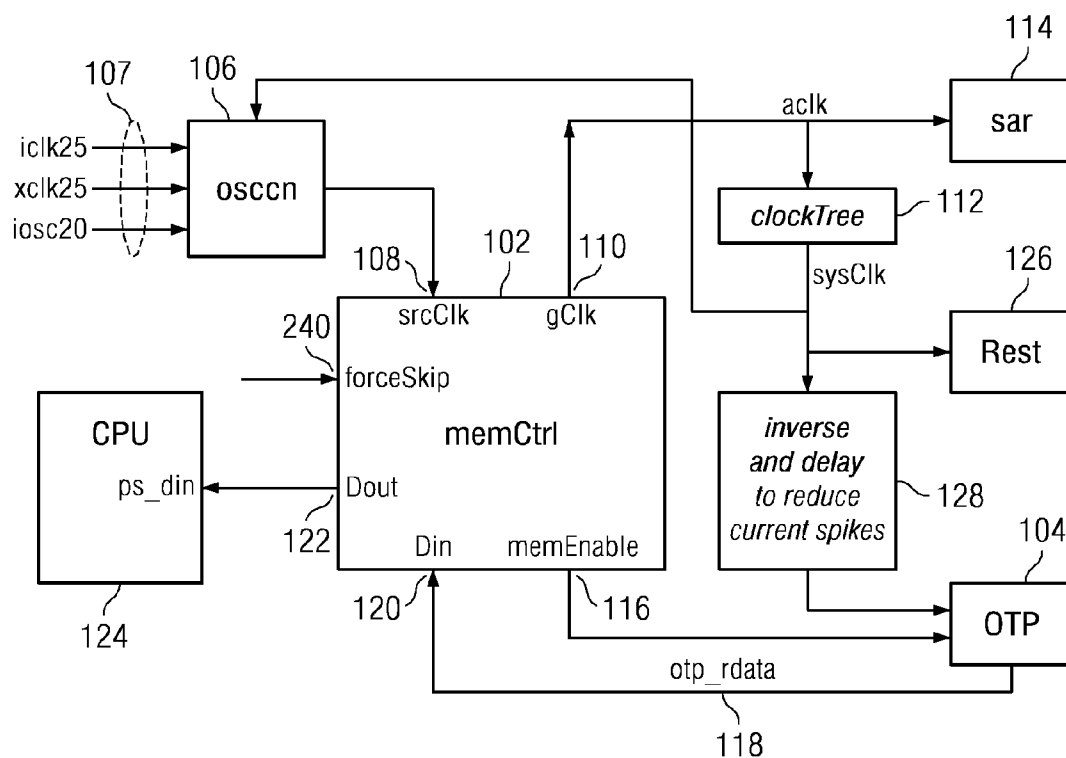 114
107
106
aclk
sar
iclk25
xclk25
iosc20
osccn
clockTree
112
102
110
108
sysClk
126
srcClk
gClk
240
forceSkip
Rest
CPU
memCtrl
inverse
and delay
to reduce
current spikes
ps_din
Dout
128
122
Din
memEnable
104
120
116
OTP
124
otp_rdata
118